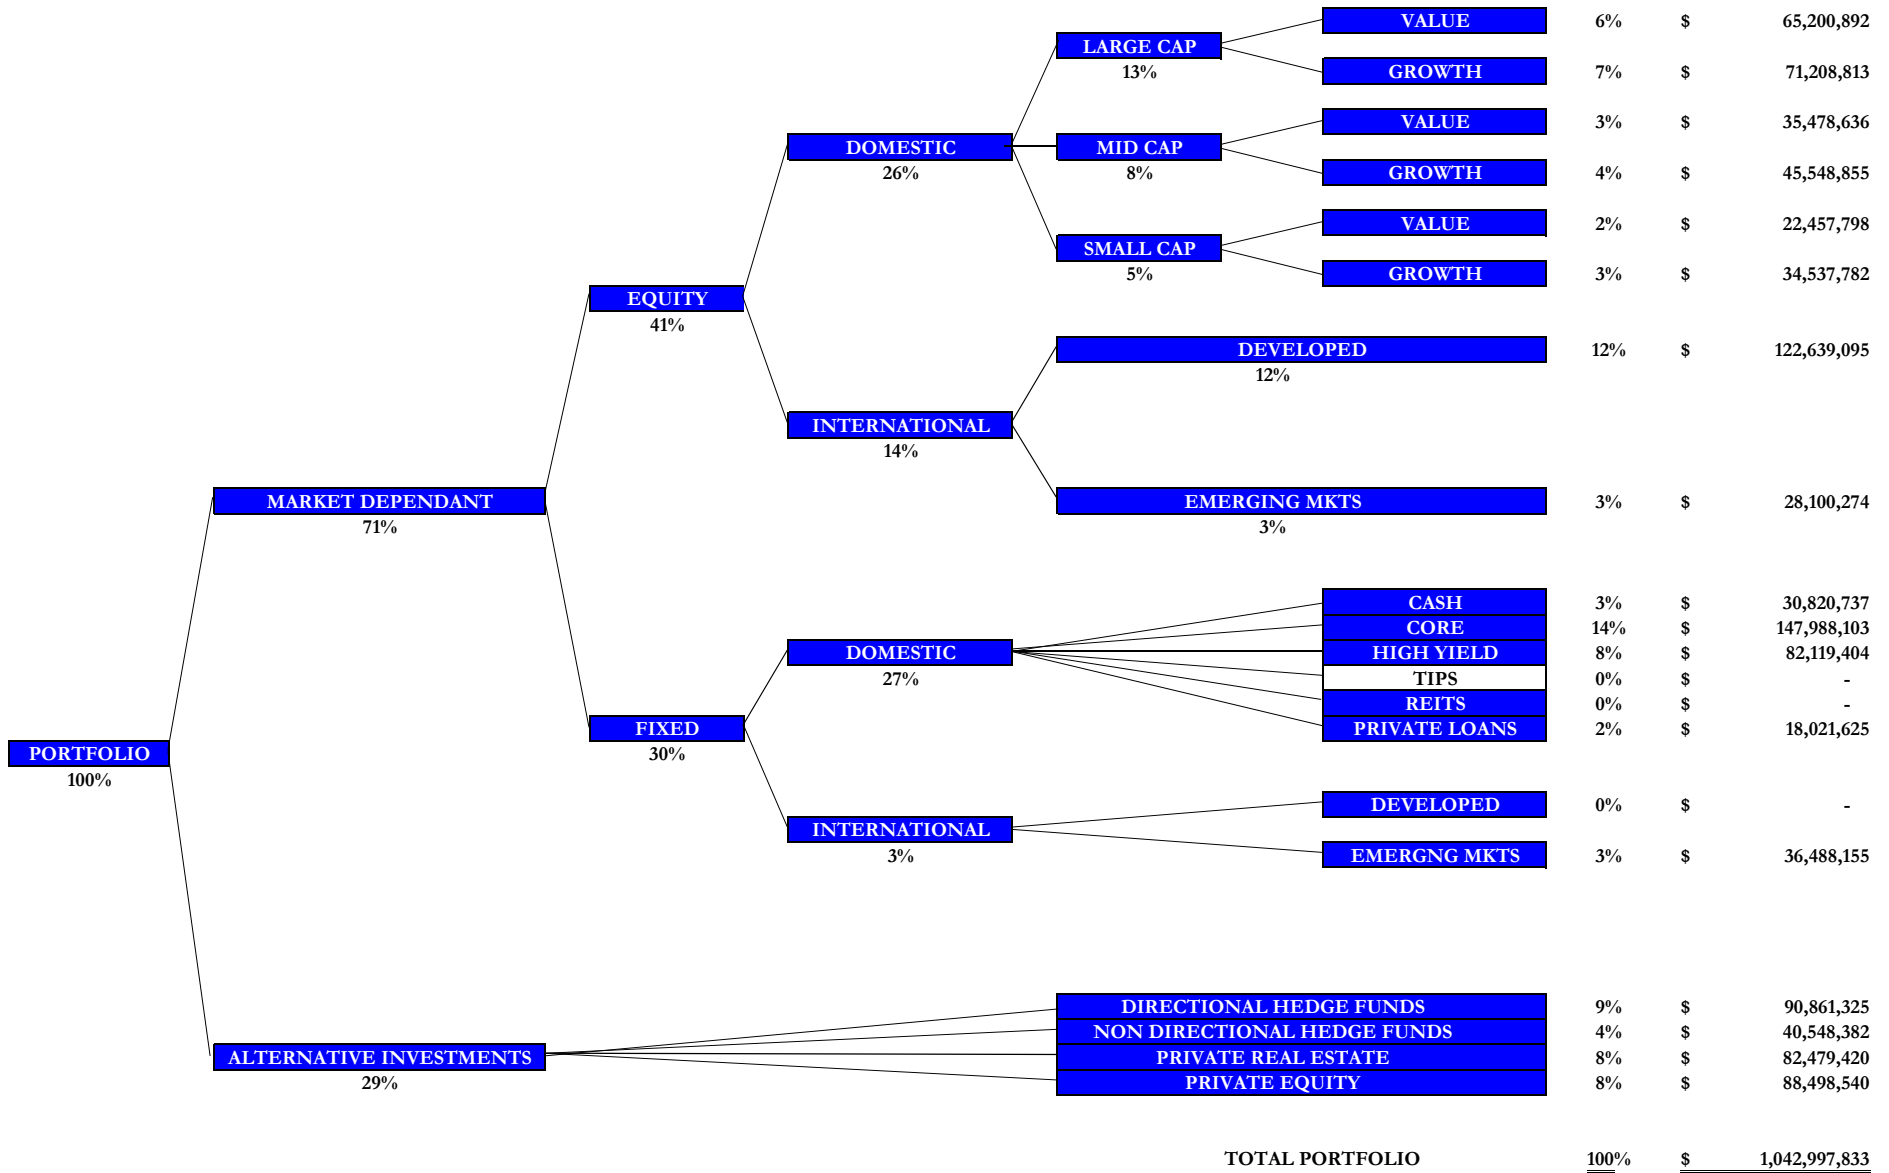 VALUE 6% $ 65,200,892
LARGE CAP
13%
GROWTH 7% $ 71,208,813
VALUE 3% $ 35,478,636
DOMESTIC MID CAP
26% 8%
GROWTH 4% $ 45,548,855
VALUE 2% $ 22,457,798
SMALL CAP
5%
GROWTH 3% $ 34,537,782
EQUITY
41%
DEVELOPED 12% $ 122,639,095
12%
INTERNATIONAL
14%
MARKET DEPENDANT EMERGING MKTS 3% $ 28,100,274
71% 3%
CASH 3% $ 30,820,737
CORE 14% $ 147,988,103
DOMESTIC HIGH YIELD 8% $ 82,119,404
27% TIPS 0% $ -
REITS 0% $ -
FIXED PRIVATE LOANS 2% $ 18,021,625
30%
PORTFOLIO
100%
DEVELOPED 0% $ -
INTERNATIONAL
3%
EMERGNG MKTS 3% $ 36,488,155
DIRECTIONAL HEDGE FUNDS 9% $ 90,861,325
NON DIRECTIONAL HEDGE FUNDS 4% $ 40,548,382
ALTERNATIVE INVESTMENTS PRIVATE REAL ESTATE 8% $ 82,479,420
29% PRIVATE EQUITY 8% $ 88,498,540
TOTAL PORTFOLIO 100% $ 1,042,997,833